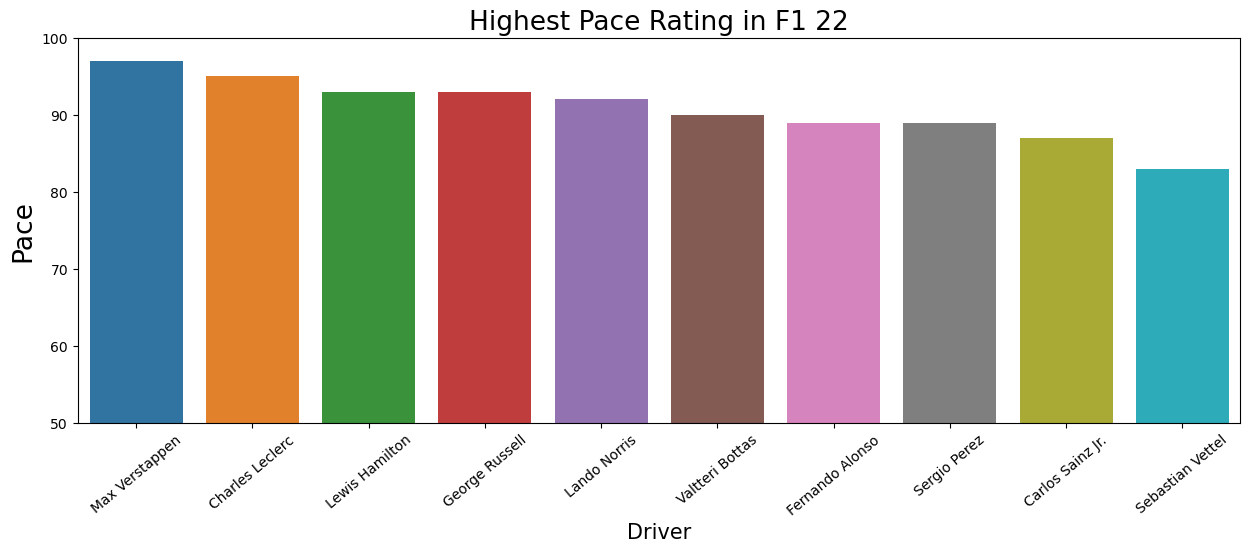 Highest Pace Rating in F1 22
Pace
100
90
80
70
60
50
Max Verstappen
Charles Leclerc
Lewis Hamilton
George Russell
Lando Norris
Valtteri Bottas
Fernando Alonso
Sergio Perez
Carlos Sainz Jr.
Sebastian Vettel
Driver